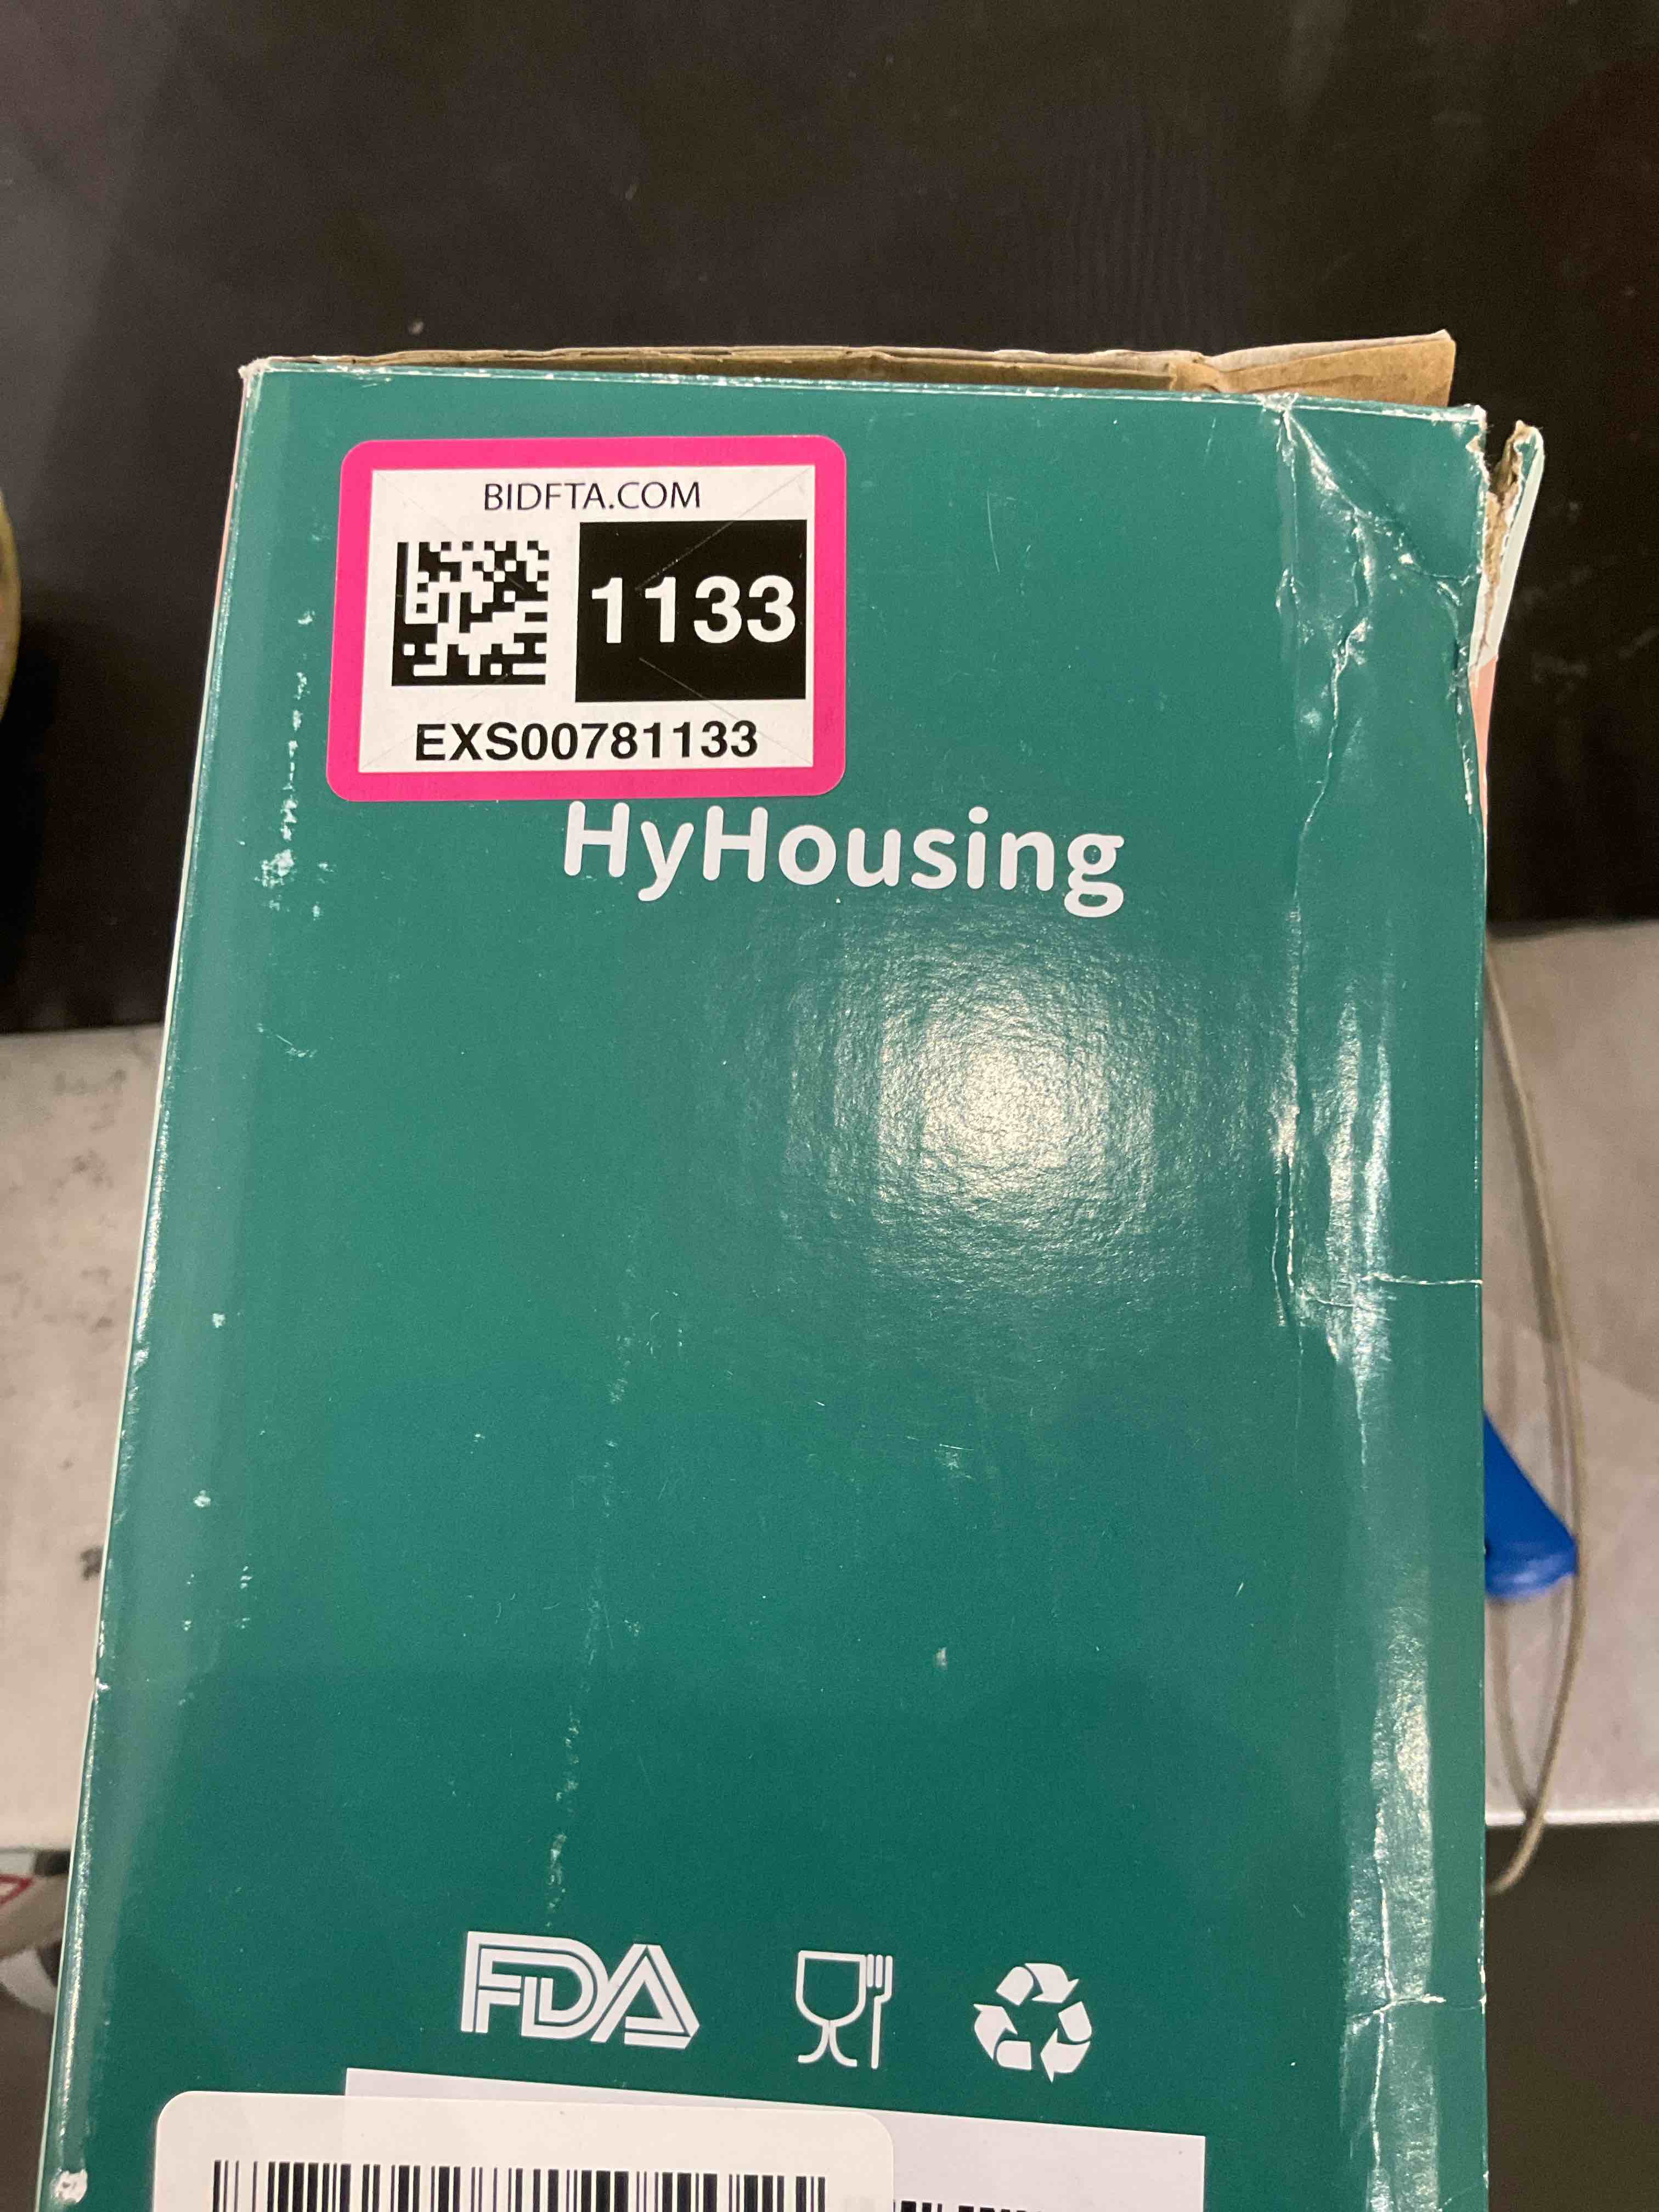 BIDFTA.COM
1133
EXS00781133
HyHousing
FDA